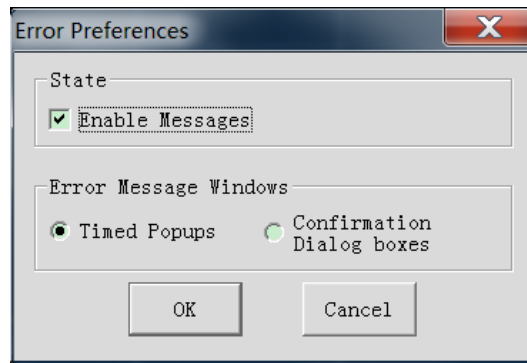 Error Preferences
State
Enable Messages
Error Message Windows
Timed Popups
Confirmation
Dialog boxes
OK
Cancel